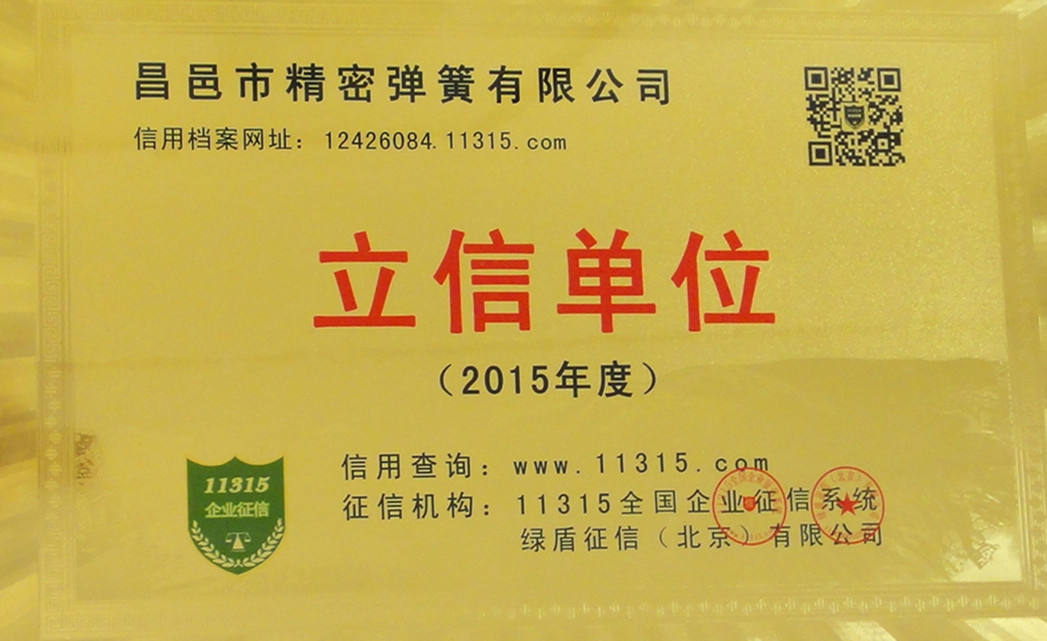 昌邑市精密弹簧有限公司
信用档案网址：12426084.11315.com
立信单位
（2015年度）
11315
企业征信
信用查询：www.11315.com
征信机构：11315全国企业征信系统
绿盾征信（北京）有限公司